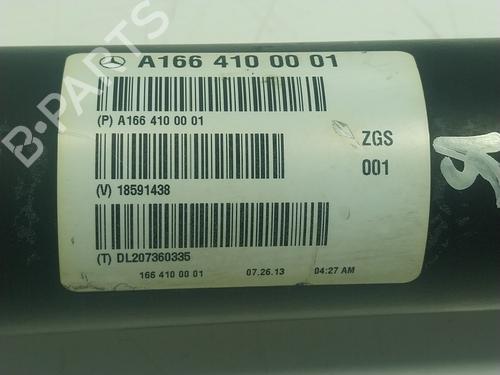 A166 410 00 01
(P) A166 410 00 01
ZGS
001
(V) 18591438
(T) DL207360335
166 410 00 01 07.26.13 04:27 AM
B-PARTS